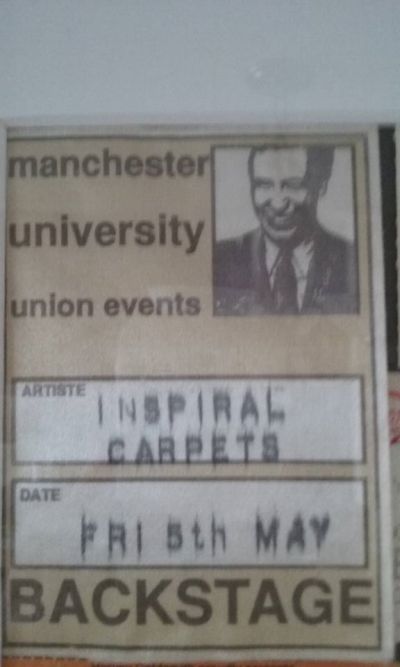 manchester
university
union events
ARTISTE
INSPIRAL
CARPETS
DATE
FRI 5th MAY
BACKSTAGE